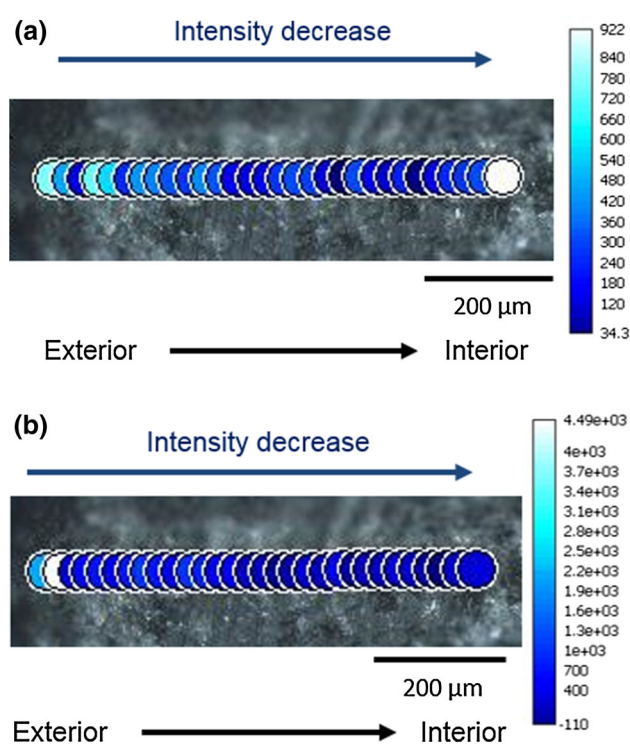 (a)
Intensity decrease
922
840
780
720
660
600
540
480
420
360
300
240
180
120
34.3
200 µm
Exterior
Interior
(b)
Intensity decrease
4.49e+03
4e+03
3.7e+03
3.4e+03
3.1e+03
2.8e+03
2.5e+03
2.2e+03
1.9e+03
1.6e+03
1.3e+03
1e+03
700
400
-110
200 µm
Exterior
Interior